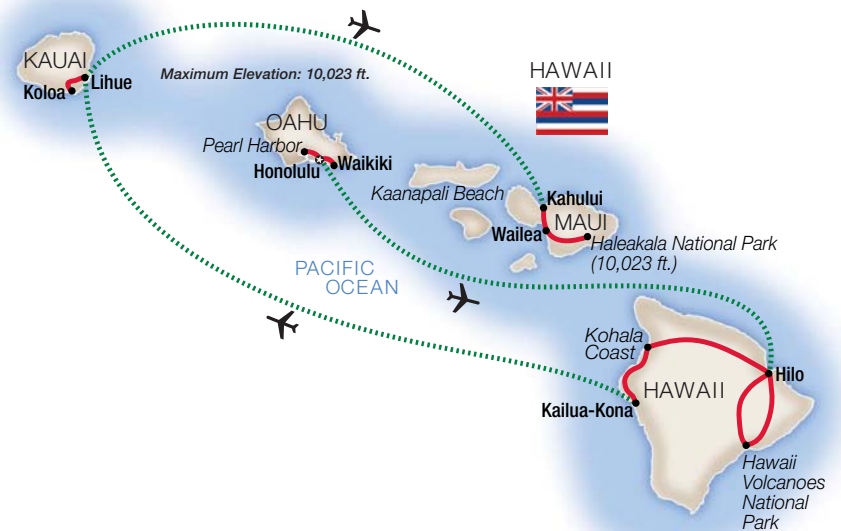 KAUAI
Lihue
Koloa
Maximum Elevation: 10,023 ft.
HAWAII
OAHU
Pearl Harbor
Honolulu
Waikiki
Kaanapali Beach
Kahului
MAUI
Wailea
Haleakala National Park
(10,023 ft.)
PACIFIC
OCEAN
Kohala
Coast
HAWAII
Hilo
Kailua-Kona
Hawaii
Volcanoes
National
Park